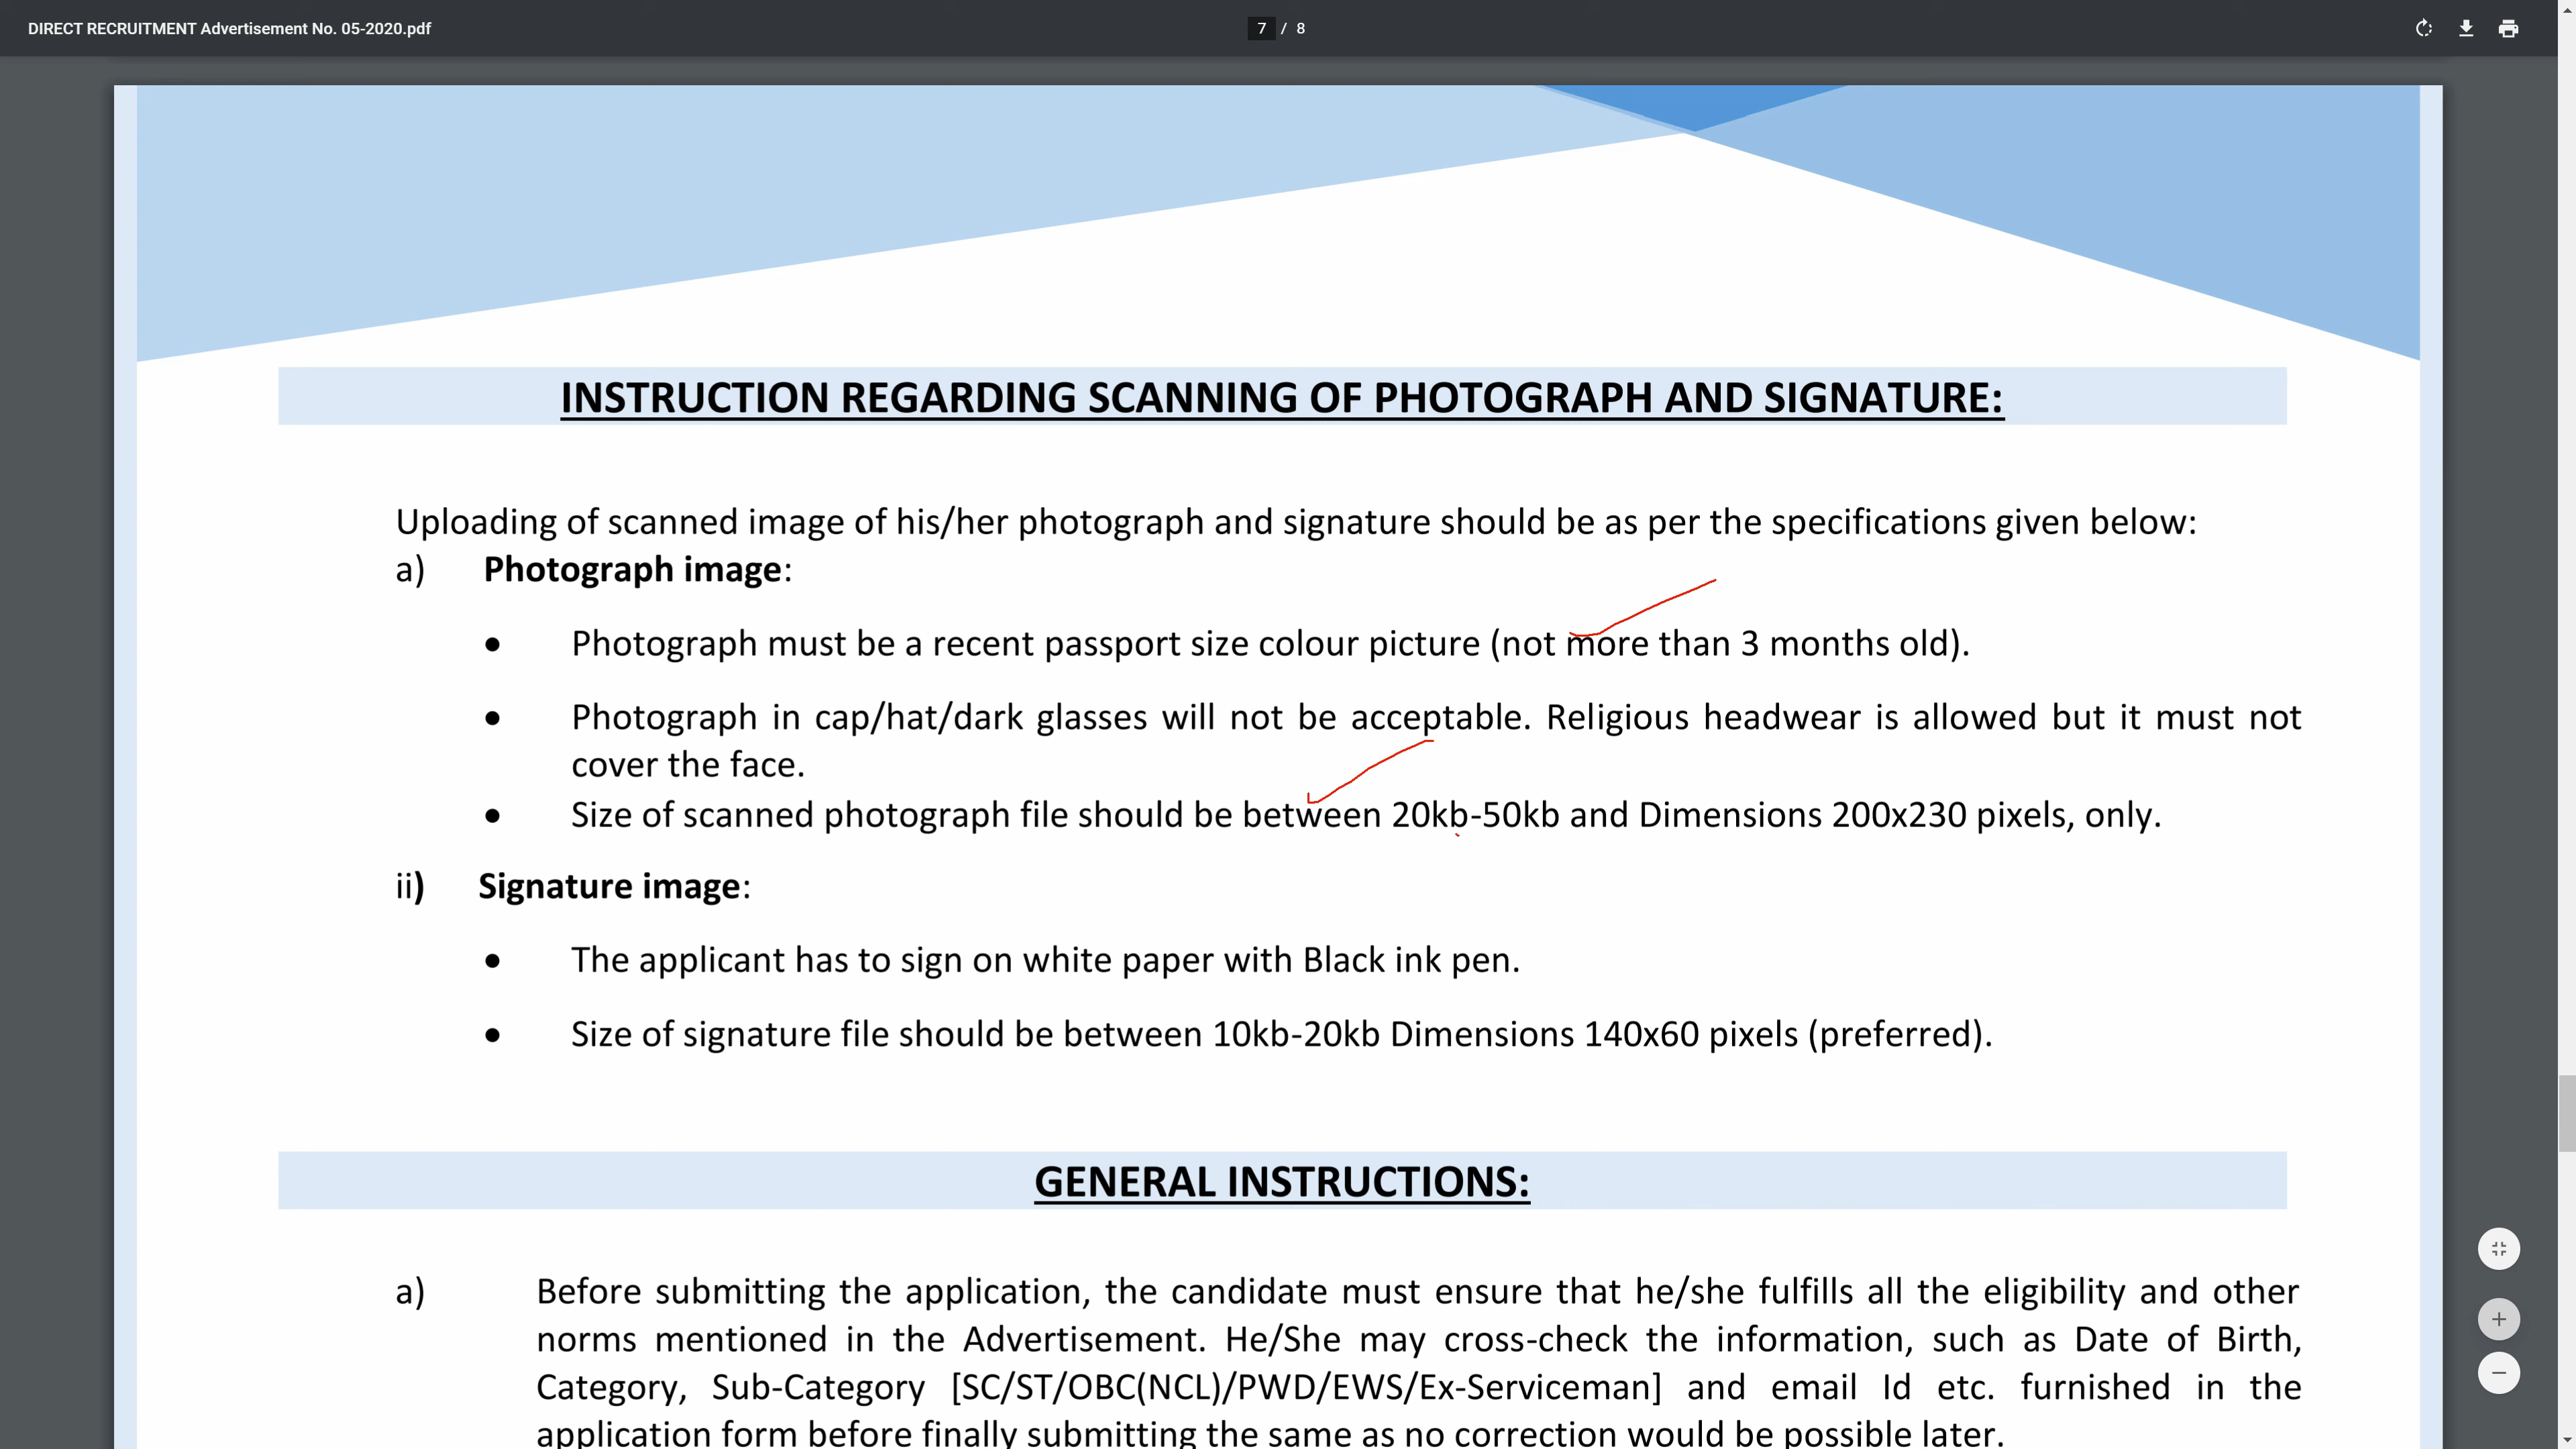 DIRECT RECRUITMENT Advertisement No. 05-2020.pdf
7 / 8
INSTRUCTION REGARDING SCANNING OF PHOTOGRAPH AND SIGNATURE:
Uploading of scanned image of his/her photograph and signature should be as per the specifications given below:
a) Photograph image:
• Photograph must be a recent passport size colour picture (not more than 3 months old).
• Photograph in cap/hat/dark glasses will not be acceptable. Religious headwear is allowed but it must not
cover the face.
• Size of scanned photograph file should be between 20kb-50kb and Dimensions 200x230 pixels, only.
ii) Signature image:
• The applicant has to sign on white paper with Black ink pen.
• Size of signature file should be between 10kb-20kb Dimensions 140x60 pixels (preferred).
GENERAL INSTRUCTIONS:
a) Before submitting the application, the candidate must ensure that he/she fulfills all the eligibility and other
norms mentioned in the Advertisement. He/She may cross-check the information, such as Date of Birth,
Category, Sub-Category [SC/ST/OBC(NCL)/PWD/EWS/Ex-Serviceman] and email Id etc. furnished in the
application form before finally submitting the same as no correction would be possible later.